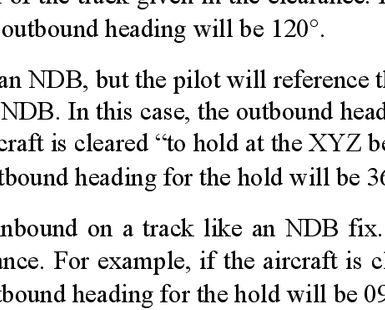 of the track given in the clearance.
outbound heading will be 120°.
an NDB, but the pilot will reference
NDB. In this case, the outbound head
craft is cleared “to hold at the XYZ be
tbound heading for the hold will be 36
nbound on a track like an NDB fix.
ance. For example, if the aircraft is cl
tbound heading for the hold will be 09